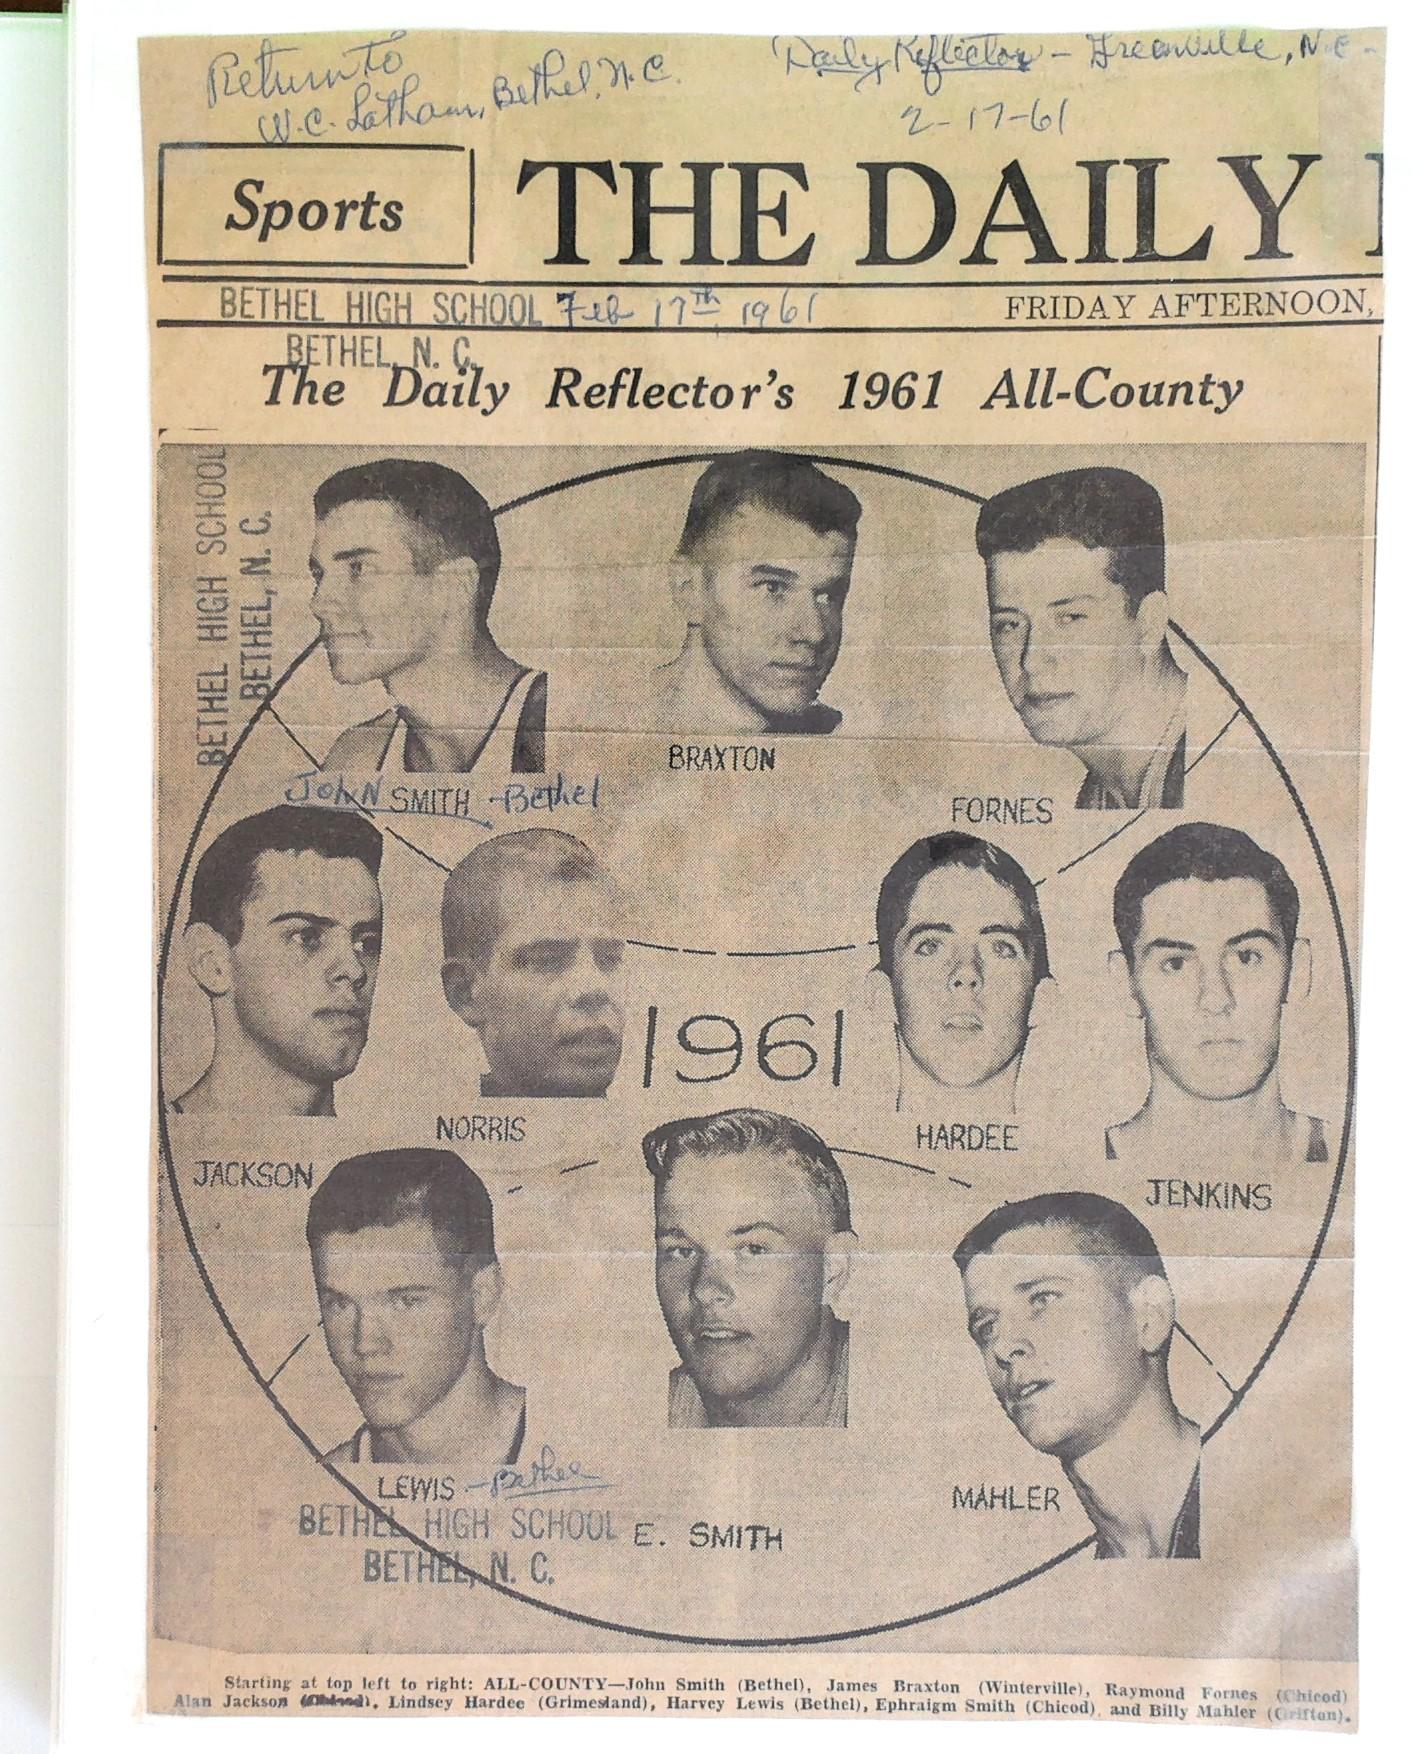 Return to
W.C. Latham, Bethel, N.C.
Daily Reflector - Greenville, N.C-
2-17-61
Sports
THE DAILY
BETHEL HIGH SCHOOL Feb 17th, 1961
FRIDAY AFTERNOON,
BETHEL, N. C.
The Daily Reflector's 1961 All-County
BETHEL HIGH SCHOOL
BETHEL, N. C.
BRAXTON
JOHN SMITH - Bethel
FORNES
1961
NORRIS
HARDEE
JACKSON
JENKINS
LEWIS - Bethel
MAHLER
BETHEL HIGH SCHOOL
E. SMITH
BETHEL, N. C.
Starting at top left to right: ALL-COUNTY—John Smith (Bethel), James Braxton (Winterville), Raymond Fornes (Chicod)
Alan Jackson, Lindsey Hardee (Grimesland), Harvey Lewis (Bethel), Ephraigm Smith (Chicod) and Billy Mahler (Grifton).